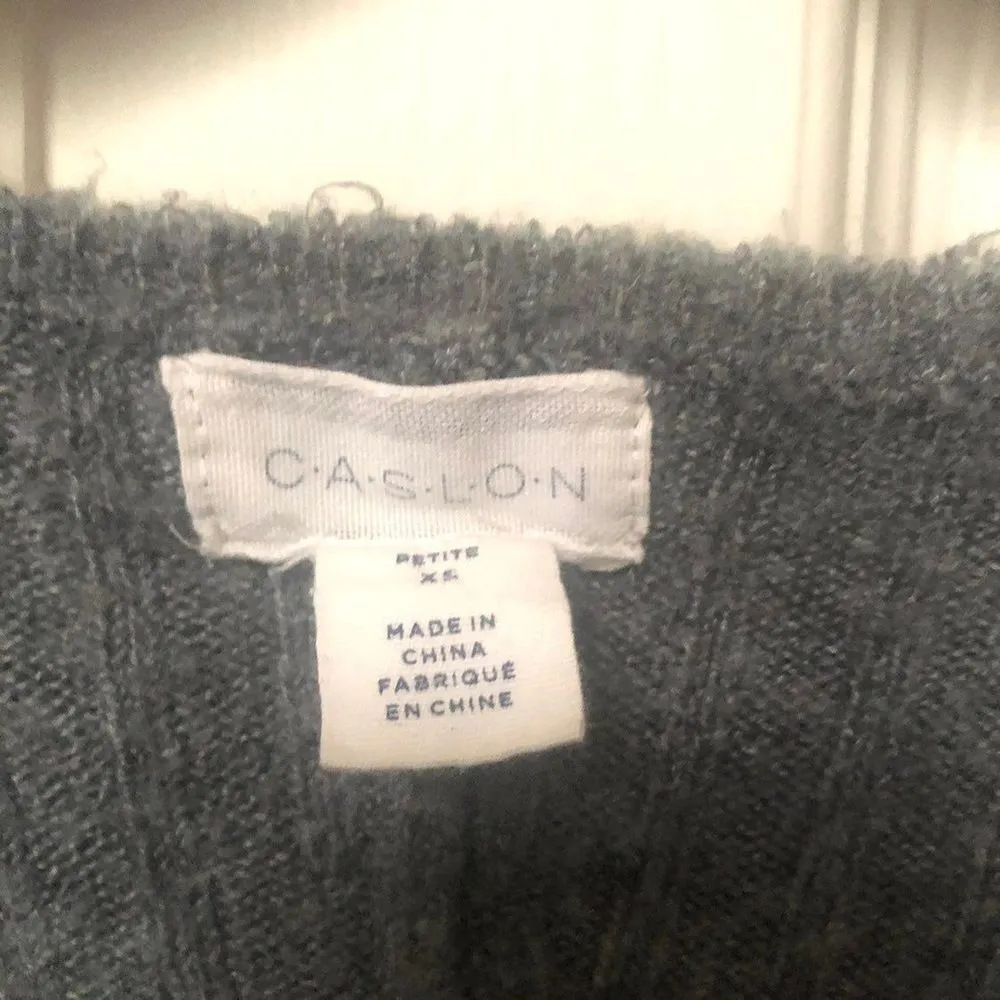 C·A·S·L·O·N
PETITE
XS
MADE IN
CHINA
FABRIQUÉ
EN CHINE